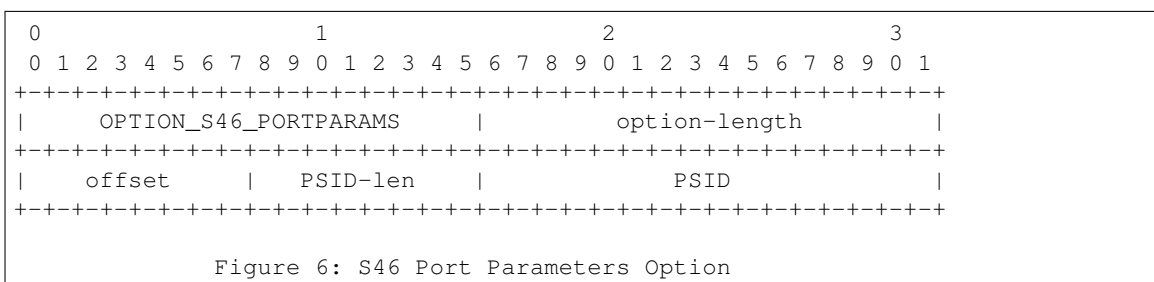 0                   1                   2                   3
 0 1 2 3 4 5 6 7 8 9 0 1 2 3 4 5 6 7 8 9 0 1 2 3 4 5 6 7 8 9 0 1
+-+-+-+-+-+-+-+-+-+-+-+-+-+-+-+-+-+-+-+-+-+-+-+-+-+-+-+-+-+-+-+-+
|     OPTION_S46_PORTPARAMS     |         option-length         |
+-+-+-+-+-+-+-+-+-+-+-+-+-+-+-+-+-+-+-+-+-+-+-+-+-+-+-+-+-+-+-+-+
|    offset     |   PSID-len    |             PSID              |
+-+-+-+-+-+-+-+-+-+-+-+-+-+-+-+-+-+-+-+-+-+-+-+-+-+-+-+-+-+-+-+-+
Figure 6: S46 Port Parameters Option